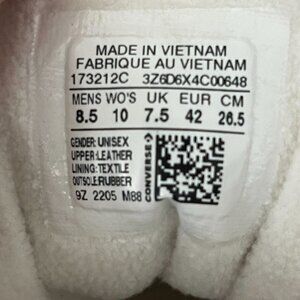 MADE IN VIETNAM
FABRIQUE AU VIETNAM
173212C 3Z6D6X4C00648
MENS WO'S UK EUR CM
8.5 10 7.5 42 26.5
GENDER: UNISEX
UPPER: LEATHER
LINING: TEXTILE
OUTSOLE: RUBBER
9Z 2205 M88
CONVERSE